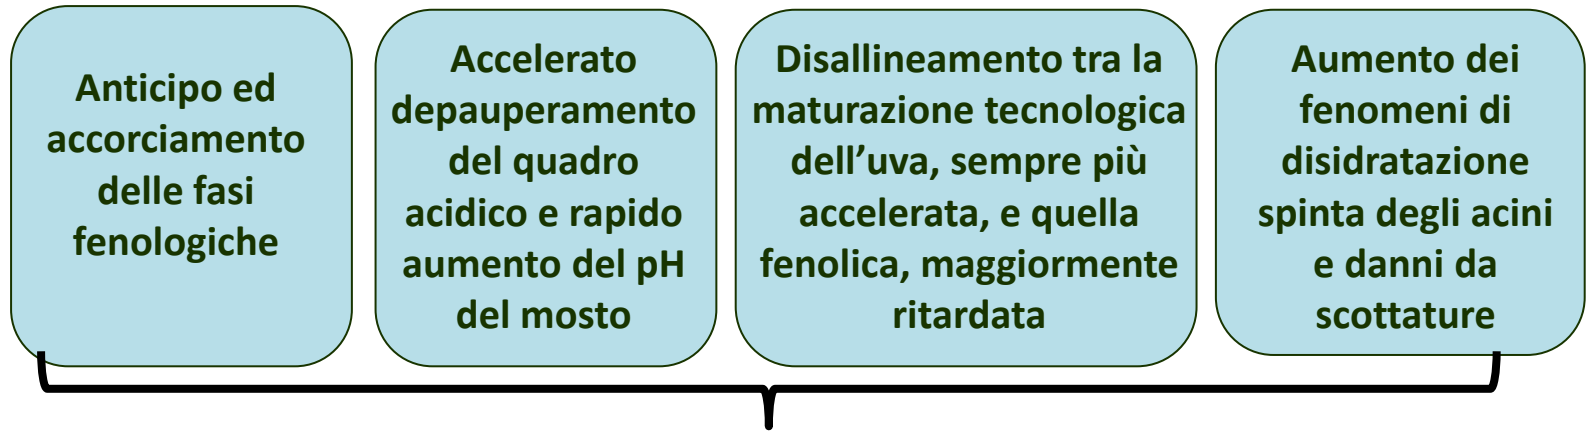 Anticipo ed
accorciamento
delle fasi
fenologiche
Accelerato
depauperamento
del quadro
acidico e rapido
aumento del pH
del mosto
Disallineamento tra la
maturazione tecnologica
dell’uva, sempre più
accelerata, e quella
fenolica, maggiormente
ritardata
Aumento dei
fenomeni di
disidratazione
spinta degli acini
e danni da
scottature